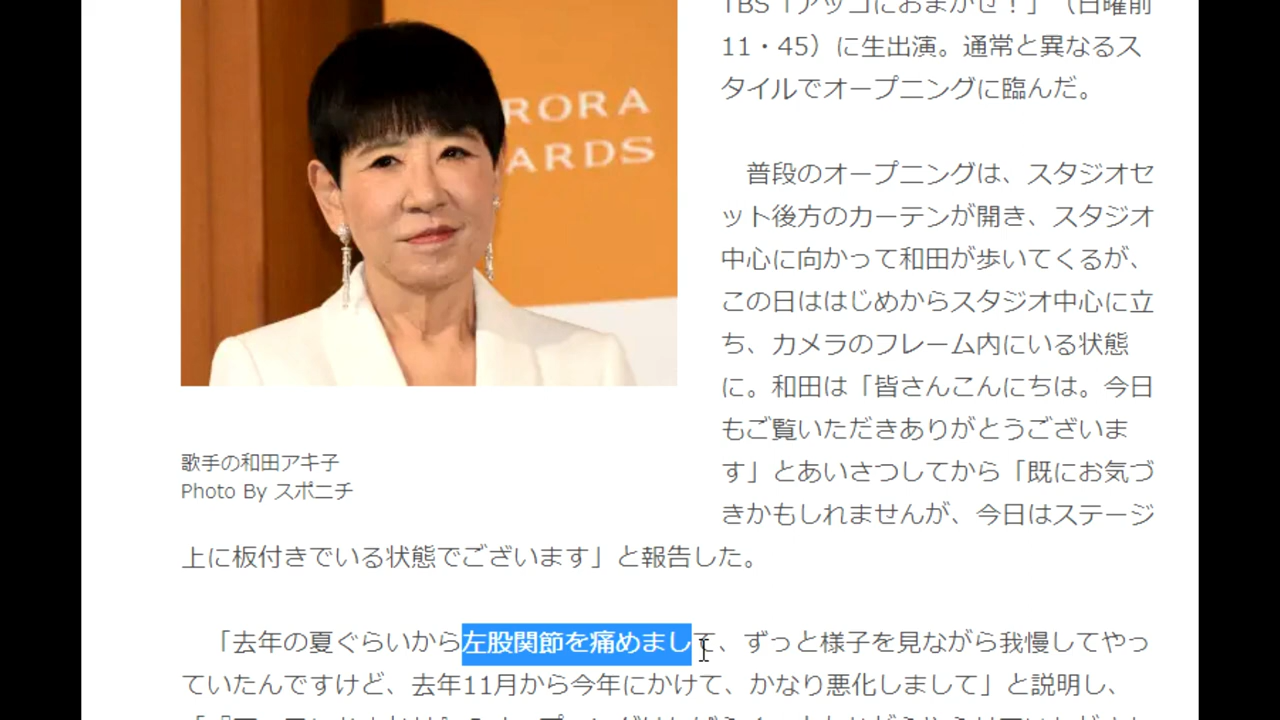 RORA
ARDS
TBS「アッコにおまかせ！」（日曜前
11・45）に生出演。通常と異なるス
タイルでオープニングに臨んだ。
普段のオープニングは、スタジオセ
ット後方のカーテンが開き、スタジオ
中心に向かって和田が歩いてくるが、
この日ははじめからスタジオ中心に立
ち、カメラのフレーム内にいる状態
に。和田は「皆さんこんにちは。今日
もご覧いただきありがとうございま
す」とあいさつしてから「既にお気づ
きかもしれませんが、今日はステージ
歌手の和田アキ子
Photo By スポニチ
上に板付きでいる状態でございます」と報告した。
「去年の夏ぐらいから左股関節を痛めまして、ずっと様子を見ながら我慢してやっ
ていたんですけど、去年11月から今年にかけて、かなり悪化しまして」と説明し、